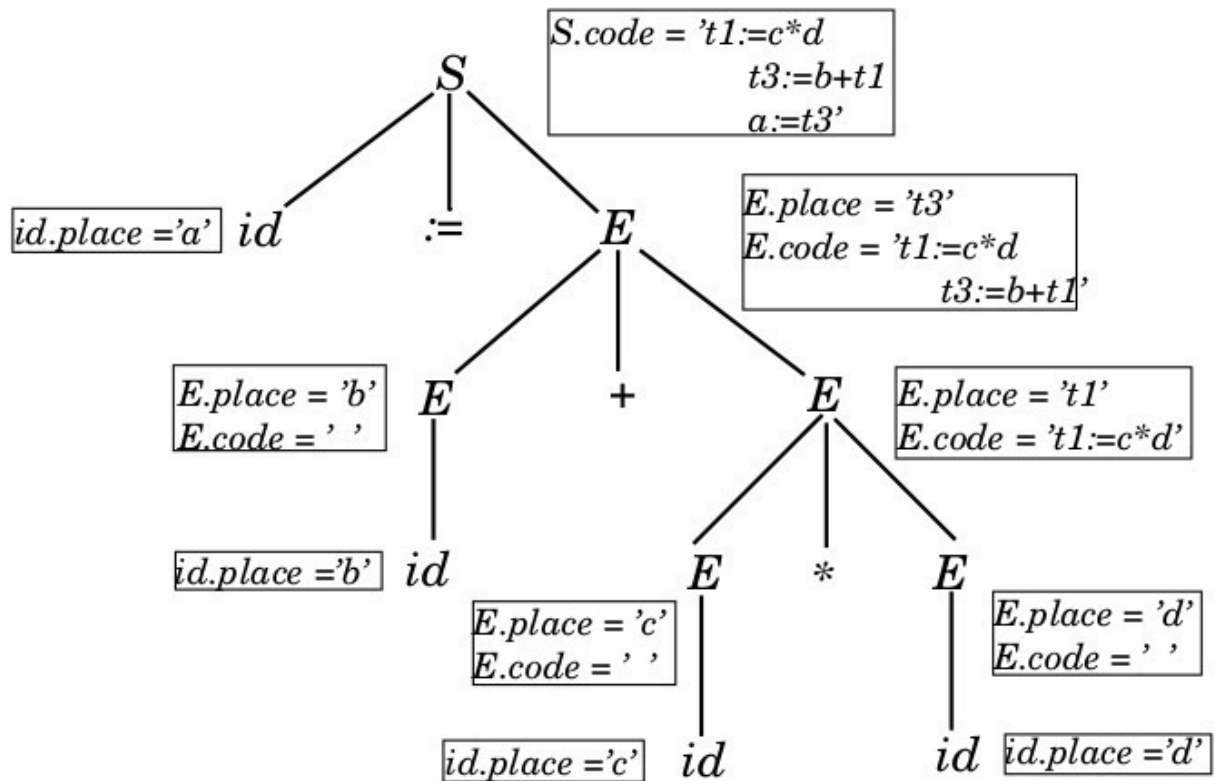 S.code = 't1:=c*d
t3:=b+t1
a:=t3'
S
id.place ='a'
id
:=
E
E.place = 't3'
E.code = 't1:=c*d
t3:=b+t1'
E.place = 'b'
E.code = ' '
E
+
E
E.place = 't1'
E.code = 't1:=c*d'
id.place ='b'
id
E
*
E
E.place = 'c'
E.code = ' '
E.place = 'd'
E.code = ' '
id.place ='c'
id
id
id.place ='d'